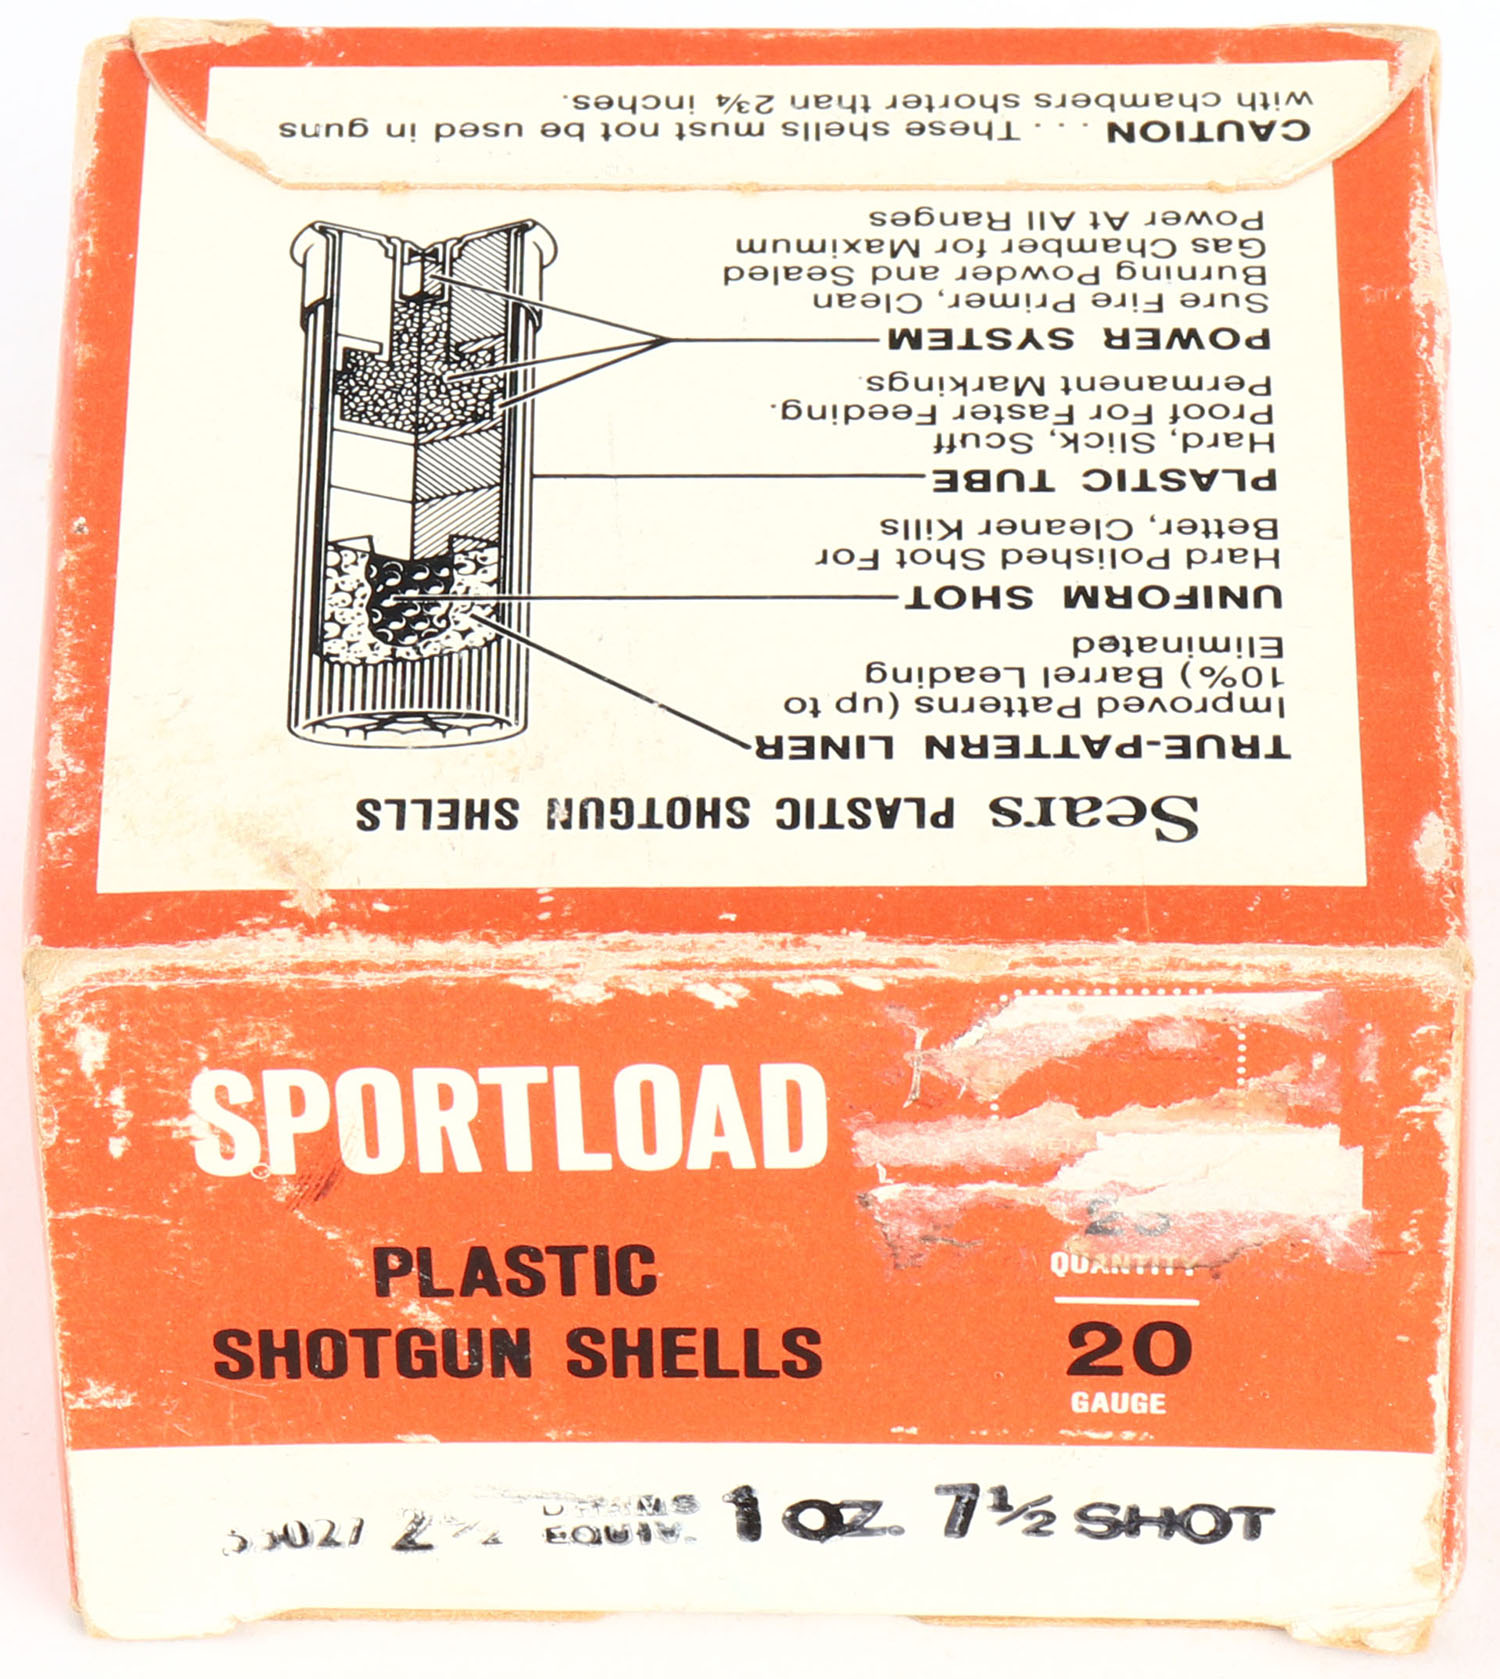 CAUTION . . . These shells must not be used in guns
with chambers shorter than 2¾ inches.
Sears PLASTIC SHOTGUN SHELLS
TRUE-PATTERN LINER
Improved Patterns (up to
10%) Barrel Leading
Eliminated
UNIFORM SHOT
Hard Polished Shot For
Better, Cleaner Kills
PLASTIC TUBE
Hard, Slick, Scuff
Proof For Faster Feeding.
Permanent Markings.
POWER SYSTEM
Sure Fire Primer, Clean
Burning Powder and Sealed
Gas Chamber for Maximum
Power At All Ranges
SPORTLOAD
PLASTIC
SHOTGUN SHELLS
QUANTITY
20
GAUGE
2½ DRAMS EQUIV. 1 OZ. 7½ SHOT